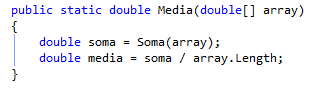 public static double Media(double[] array)
{
    double soma = Soma(array);
    double media = soma / array.Length;
}